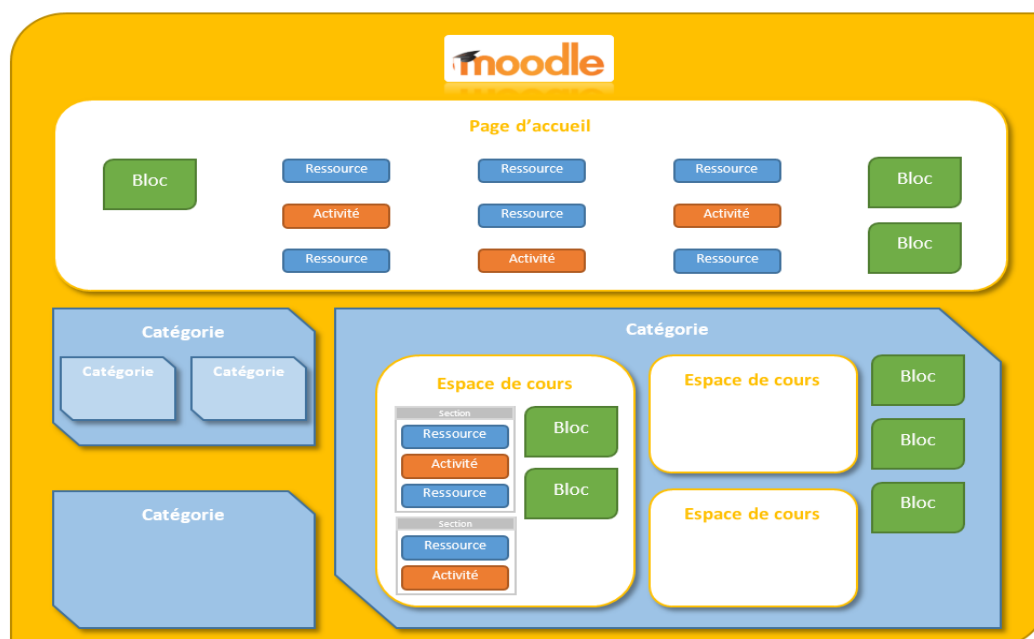 moodle
Page d'accueil
Bloc
Ressource
Ressource
Ressource
Bloc
Activité
Ressource
Activité
Bloc
Ressource
Activité
Ressource
Catégorie
Catégorie
Catégorie
Catégorie
Catégorie
Espace de cours
Section
Ressource
Activité
Ressource
Section
Ressource
Activité
Bloc
Bloc
Espace de cours
Espace de cours
Bloc
Bloc
Bloc